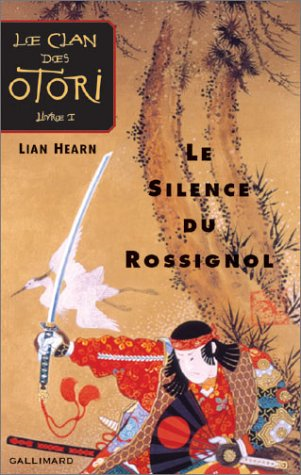 LE CLAN
DES
OTORI
LIVRE I
LIAN HEARN
LE
SILENCE
DU
ROSSIGNOL
GALLIMARD